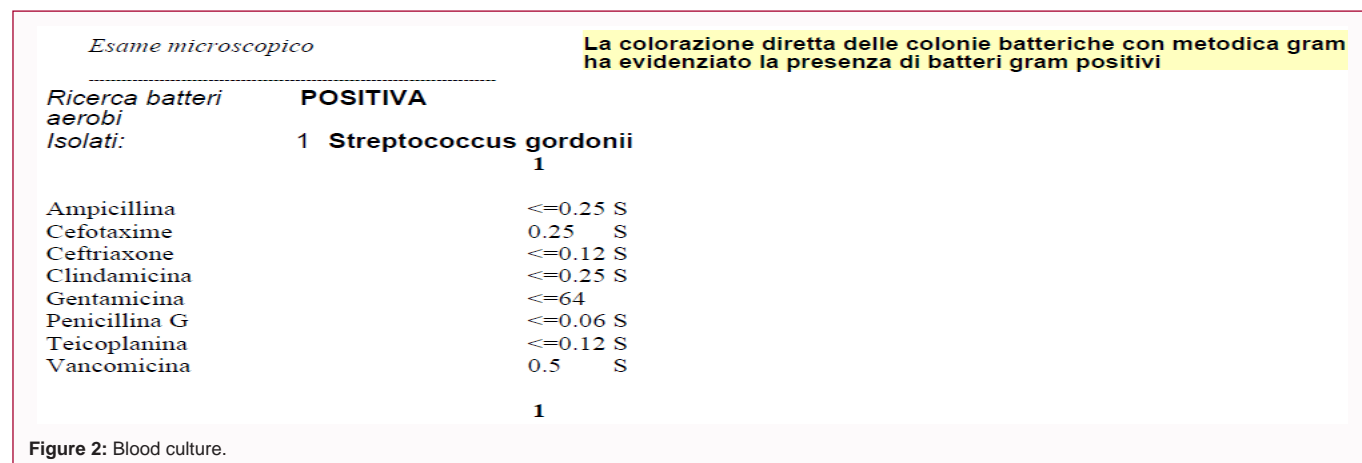 Esame microscopico
La colorazione diretta delle colonie batteriche con metodica gram
ha evidenziato la presenza di batteri gram positivi
--------------------------------------------------------------------------
Ricerca batteri POSITIVA
aerobi
Isolati: 1 Streptococcus gordonii
1
Ampicillina <=0.25 S
Cefotaxime 0.25 S
Ceftriaxone <=0.12 S
Clindamicina <=0.25 S
Gentamicina <=64
Penicillina G <=0.06 S
Teicoplanina <=0.12 S
Vancomicina 0.5 S
1
Figure 2: Blood culture.